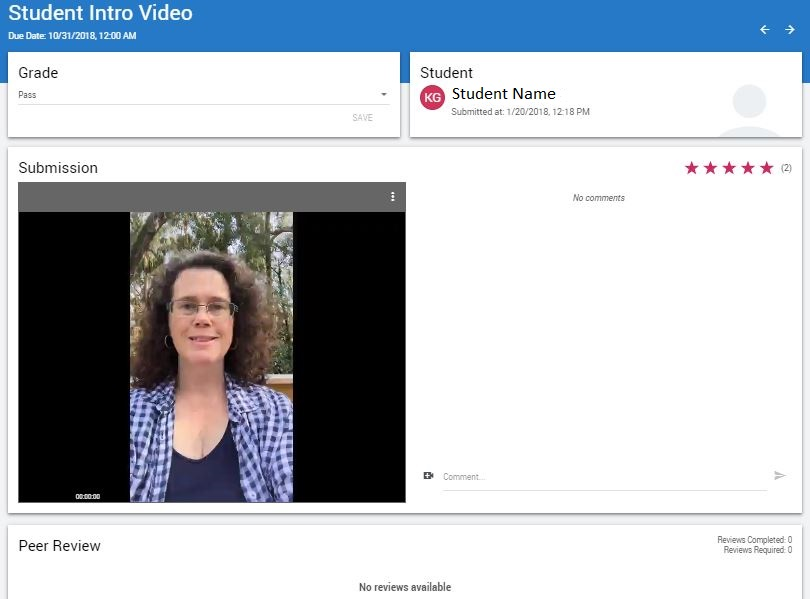 Student Intro Video
Due Date: 10/31/2018, 12:00 AM
Grade
Pass
SAVE
Student
KG
Student Name
Submitted at: 1/20/2018, 12:18 PM
Submission
(2)
No comments
00:00:00
Comment...
Peer Review
Reviews Completed: 0
Reviews Required: 0
No reviews available